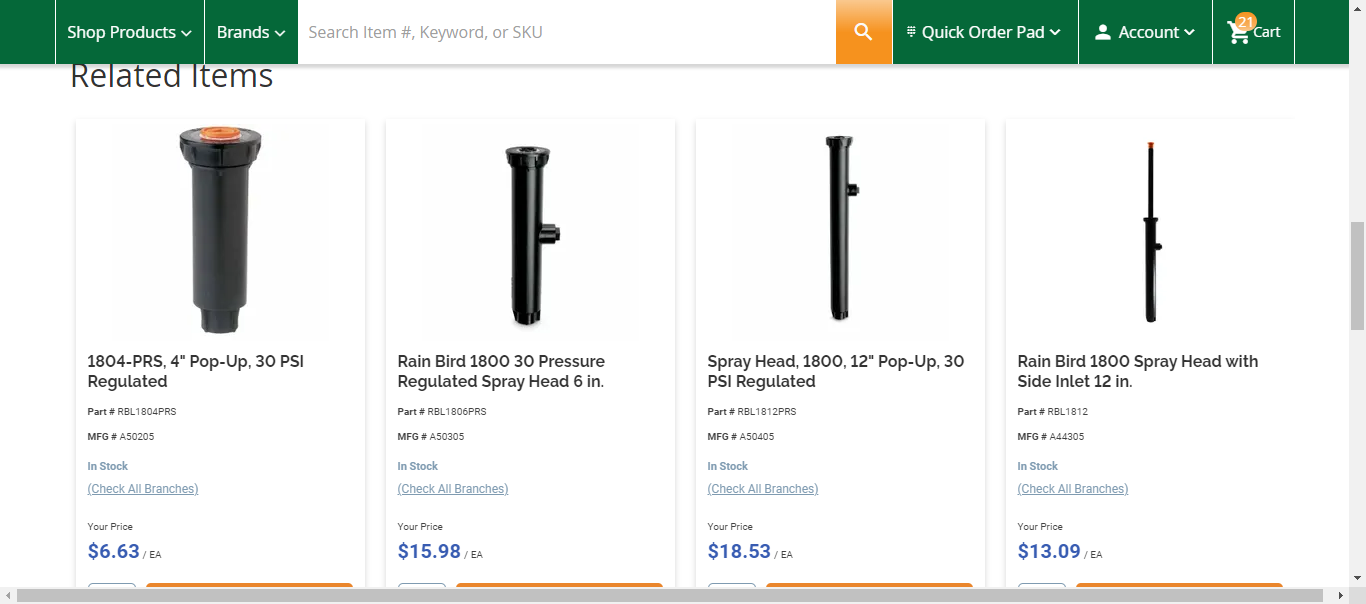 Shop Products
Brands
Search Item #, Keyword, or SKU
Quick Order Pad
Account
21
Cart
Related Items
1804-PRS, 4" Pop-Up, 30 PSI
Regulated
Part # RBL1804PRS
MFG # A50205
In Stock
(Check All Branches)
Your Price
$6.63 / EA
Rain Bird 1800 30 Pressure
Regulated Spray Head 6 in.
Part # RBL1806PRS
MFG # A50305
In Stock
(Check All Branches)
Your Price
$15.98 / EA
Spray Head, 1800, 12" Pop-Up, 30
PSI Regulated
Part # RBL1812PRS
MFG # A50405
In Stock
(Check All Branches)
Your Price
$18.53 / EA
Rain Bird 1800 Spray Head with
Side Inlet 12 in.
Part # RBL1812
MFG # A44305
In Stock
(Check All Branches)
Your Price
$13.09 / EA